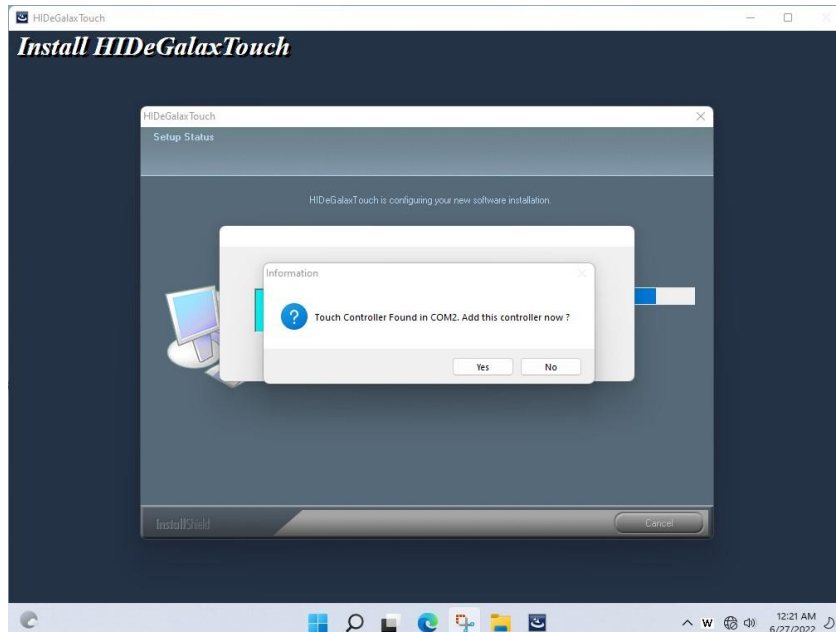 HIDeGalaxTouch
Install HIDeGalaxTouch
HIDeGalaxTouch
Setup Status
HIDeGalaxTouch is configuring your new software installation.
Information
Touch Controller Found in COM2. Add this controller now ?
Yes
No
InstallShield
Cancel
W
12:21 AM
6/27/2022